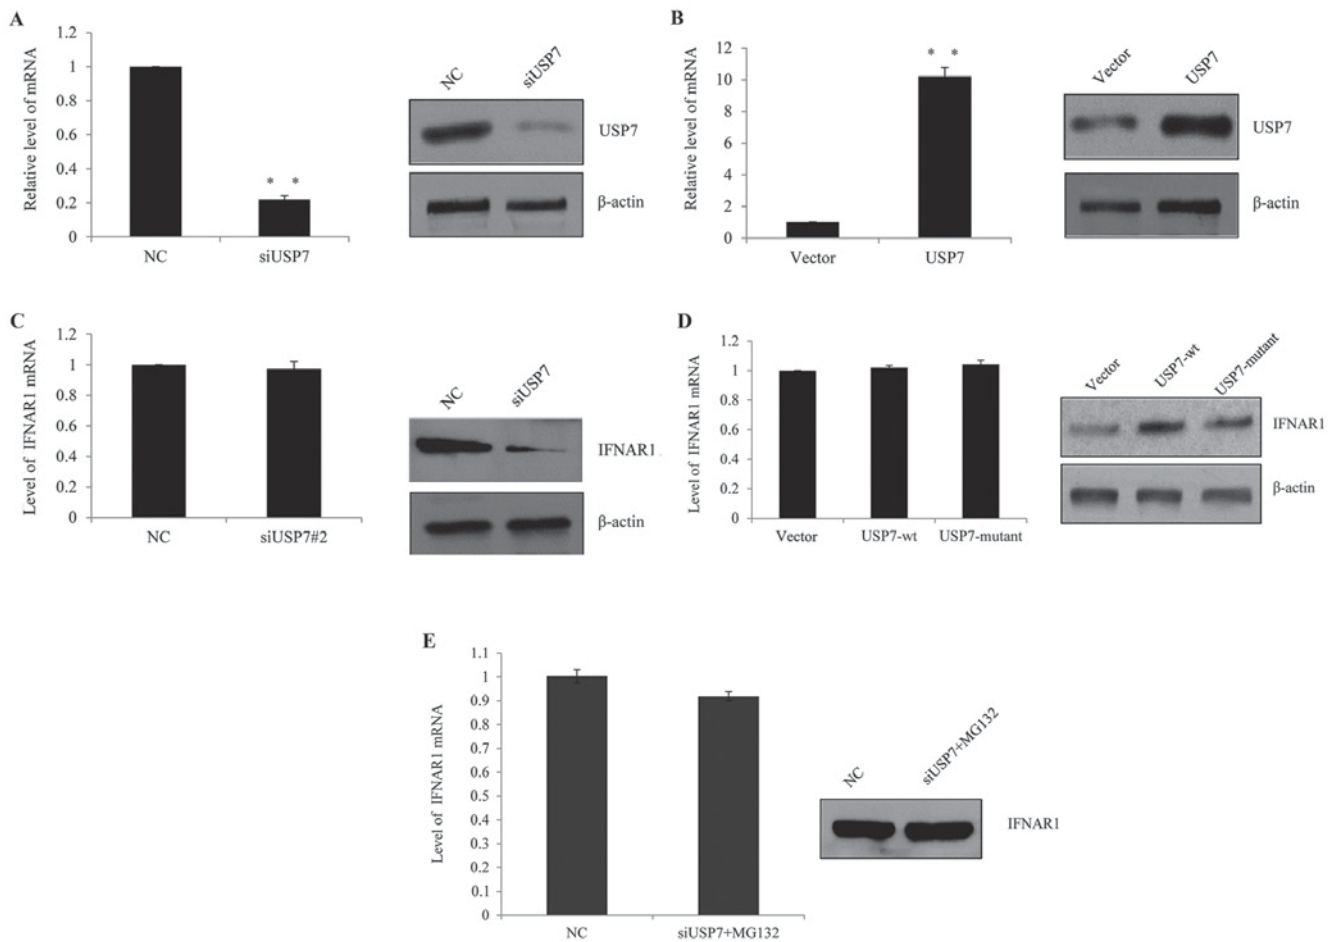 A
Relative level of mRNA
1.2
1
0.8
0.6
0.4
0.2
0
* *
NC
siUSP7
NC
siUSP7
USP7
β-actin
B
Relative level of mRNA
12
10
8
6
4
2
0
* *
Vector
USP7
Vector
USP7
USP7
β-actin
C
Level of IFNAR1 mRNA
1.2
1
0.8
0.6
0.4
0.2
0
NC
siUSP7#2
NC
siUSP7
IFNAR1
β-actin
D
Level of IFNAR1 mRNA
1.2
1
0.8
0.6
0.4
0.2
0
Vector
USP7-wt
USP7-mutant
Vector
USP7-wt
USP7-mutant
IFNAR1
β-actin
E
Level of IFNAR1 mRNA
1.1
1
0.9
0.8
0.7
0.6
0.5
0.4
0.3
0.2
0.1
0
NC
siUSP7+MG132
NC
siUSP7+MG132
IFNAR1